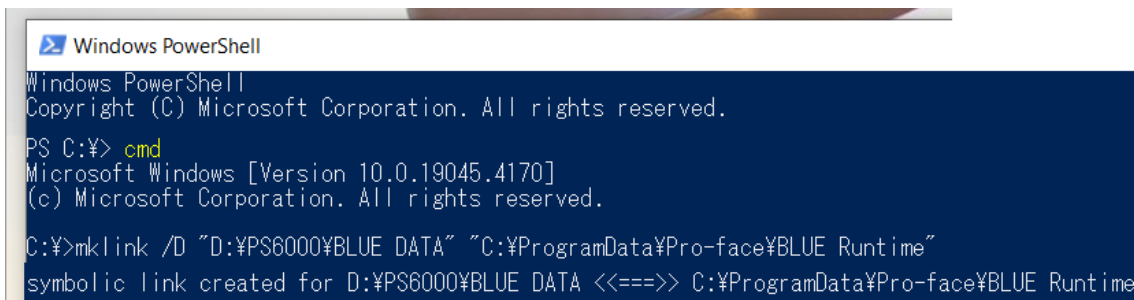 Windows PowerShell
Windows PowerShell
Copyright (C) Microsoft Corporation. All rights reserved.
PS C:¥> cmd
Microsoft Windows [Version 10.0.19045.4170]
(c) Microsoft Corporation. All rights reserved.
C:¥>mklink /D "D:¥PS6000¥BLUE DATA" "C:¥ProgramData¥Pro-face¥BLUE Runtime"
symbolic link created for D:¥PS6000¥BLUE DATA <<===>> C:¥ProgramData¥Pro-face¥BLUE Runtime